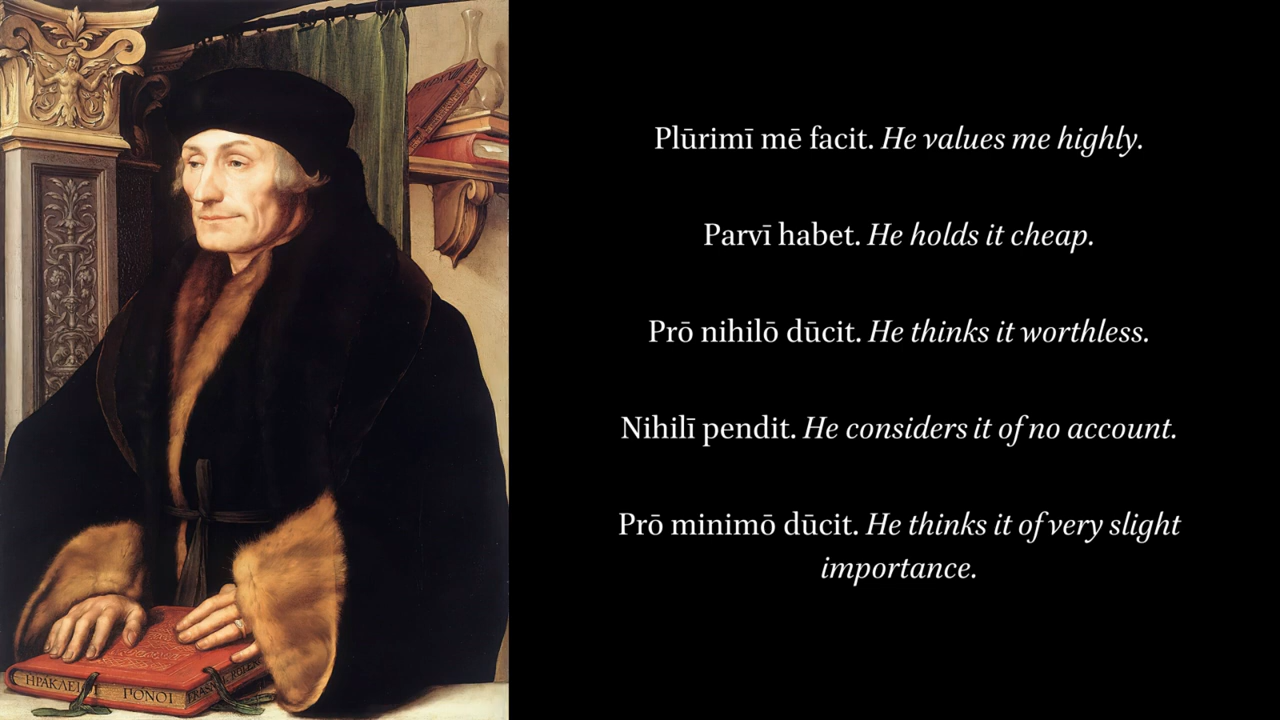 Plūrimī mē facit. He values me highly.
Parvī habet. He holds it cheap.
Prō nihilō dūcit. He thinks it worthless.
Nihilī pendit. He considers it of no account.
Prō minimō dūcit. He thinks it of very slight
importance.
ΗΡΑΚΛΕΙ ΠΌΝΟΙ